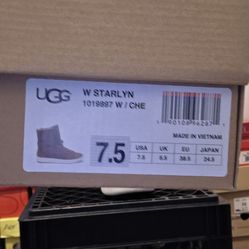 UGG
W STARLYN
1019897 W / CHE
MADE IN VIETNAM
7.5
USA UK EU JAPAN
7.5 5.5 38.5 24.5